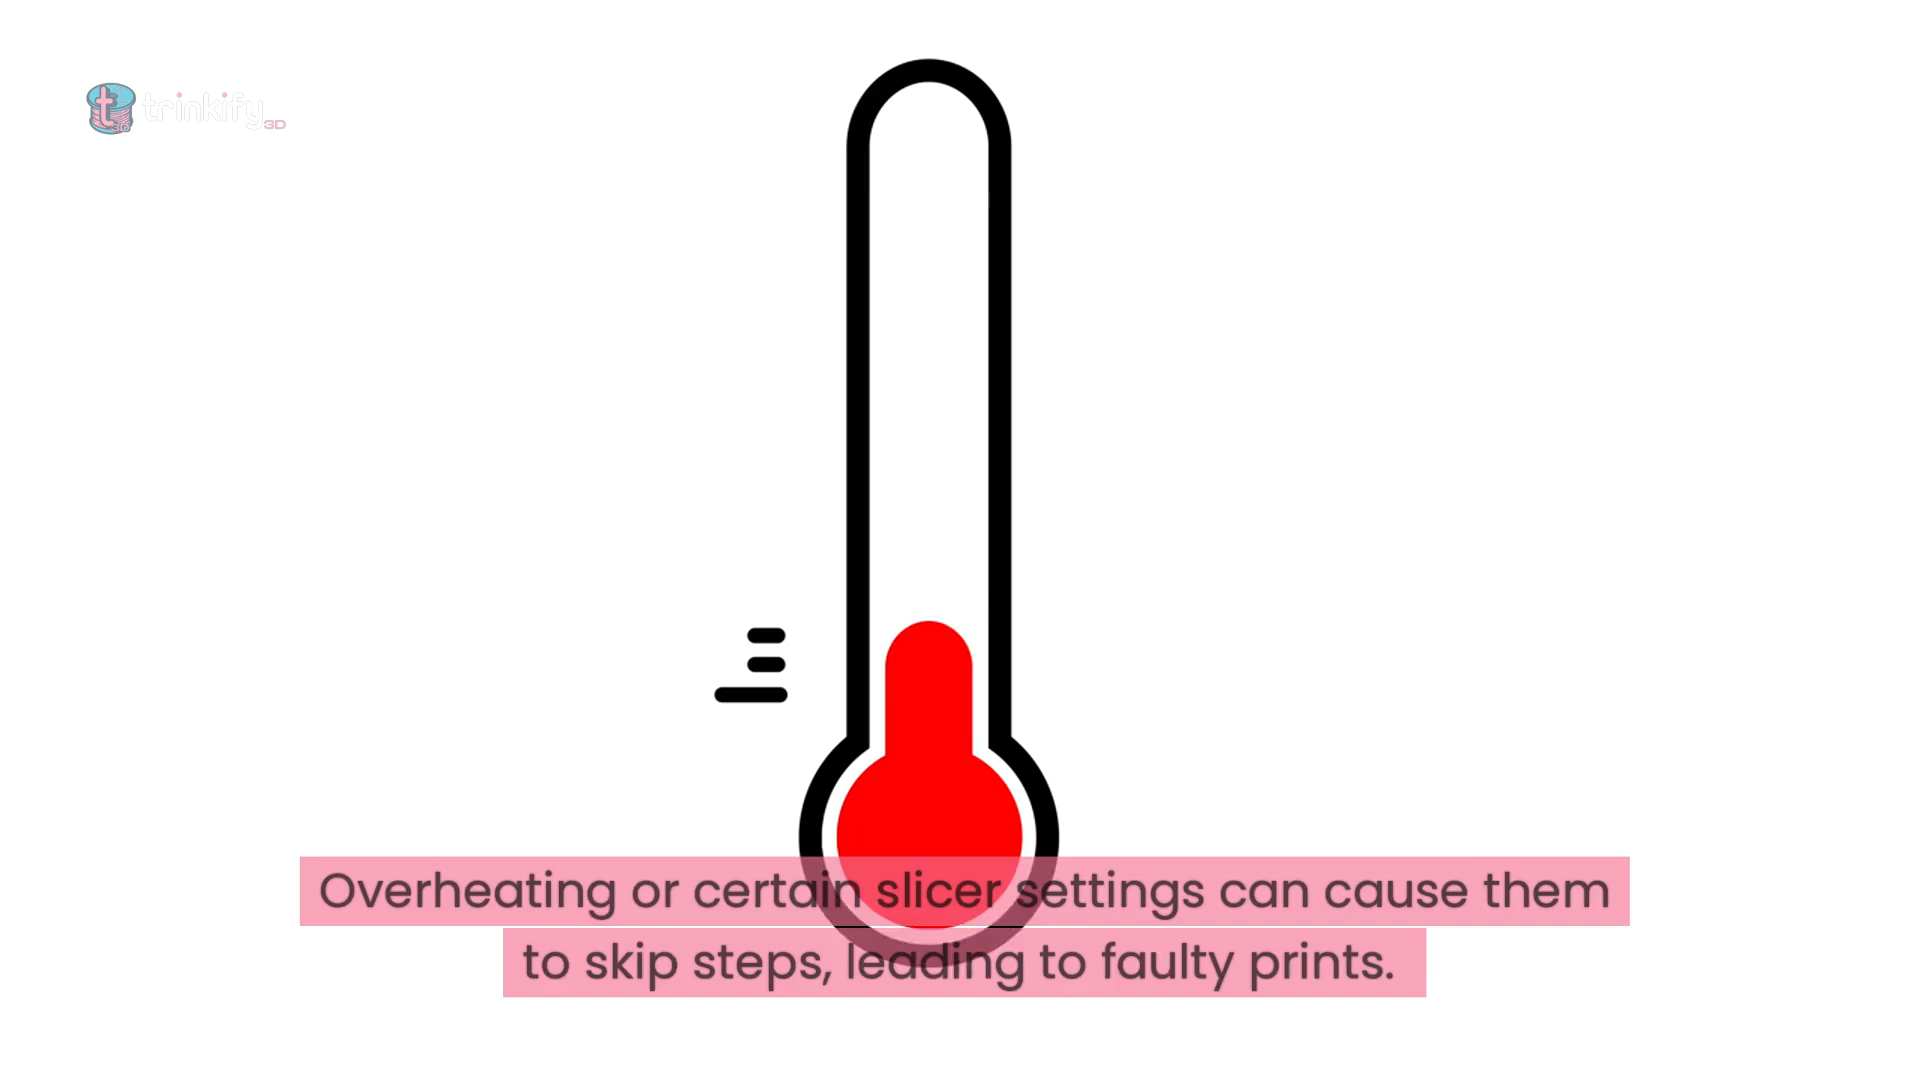 trinkify 3D
Overheating or certain slicer settings can cause them
to skip steps, leading to faulty prints.